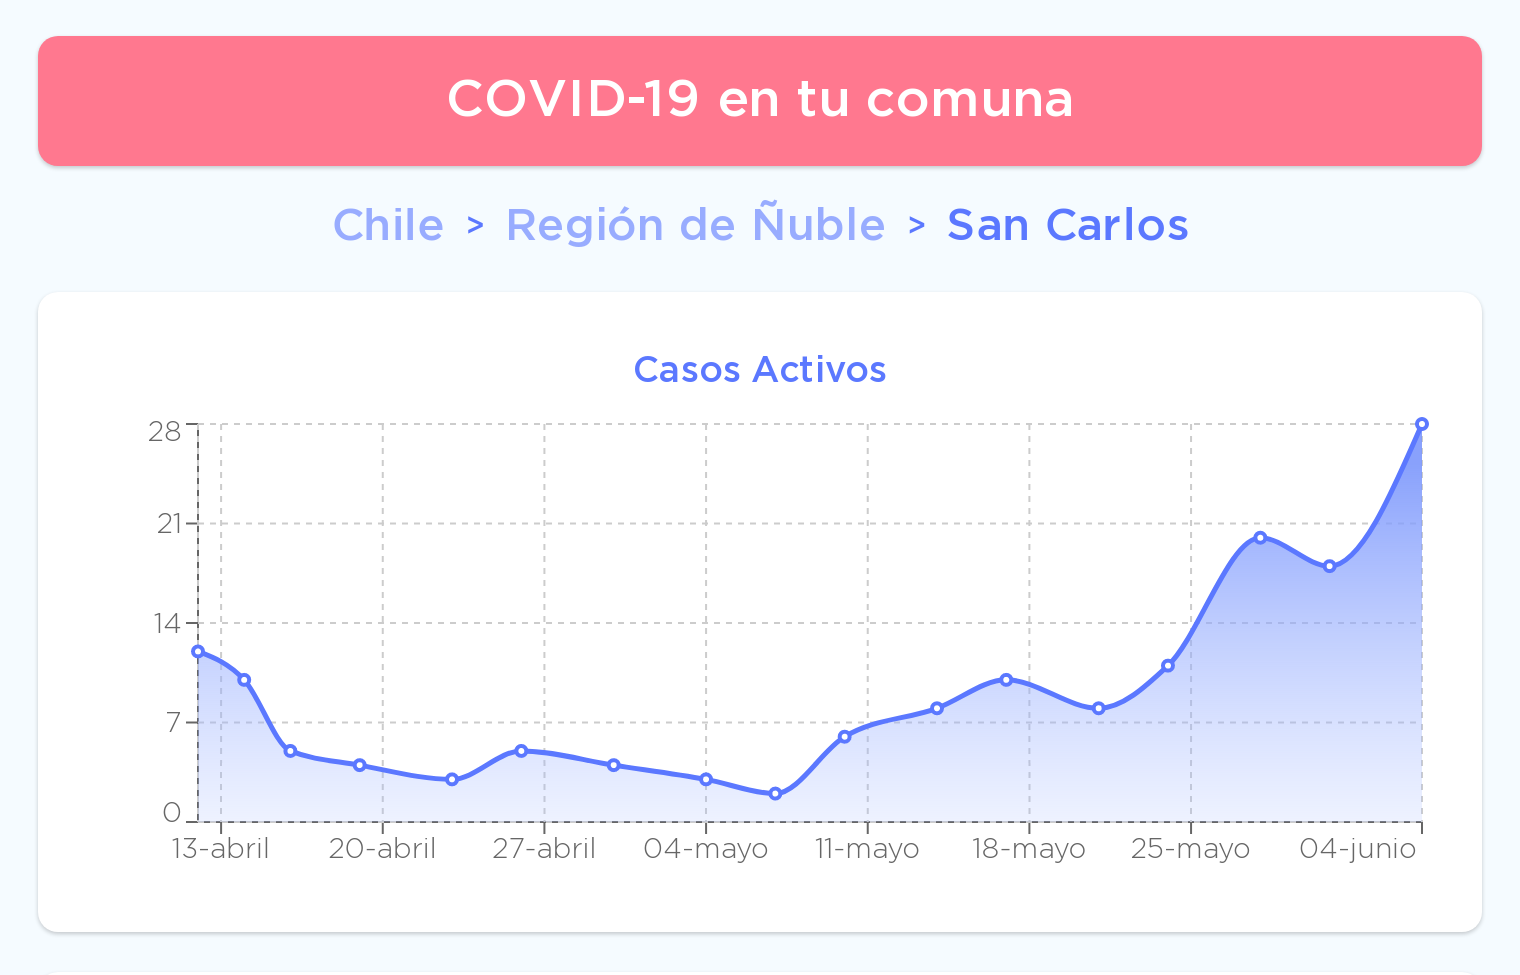 COVID-19 en tu comuna
Chile > Región de Ñuble > San Carlos
Casos Activos
28
21
14
7
0
13-abril 20-abril 27-abril 04-mayo 11-mayo 18-mayo 25-mayo 04-junio